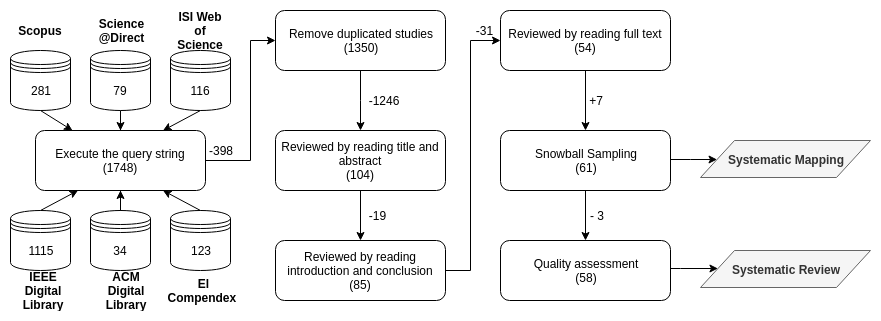 Scopus
Science
@Direct
ISI Web
of
Science
281
79
116
Execute the query string
(1748)
-398
1115
34
123
IEEE
Digital
Library
ACM
Digital
Library
EI
Compendex
Remove duplicated studies
(1350)
-1246
Reviewed by reading title and
abstract
(104)
-19
Reviewed by reading
introduction and conclusion
(85)
-31
Reviewed by reading full text
(54)
+7
Snowball Sampling
(61)
- 3
Quality assessment
(58)
Systematic Mapping
Systematic Review